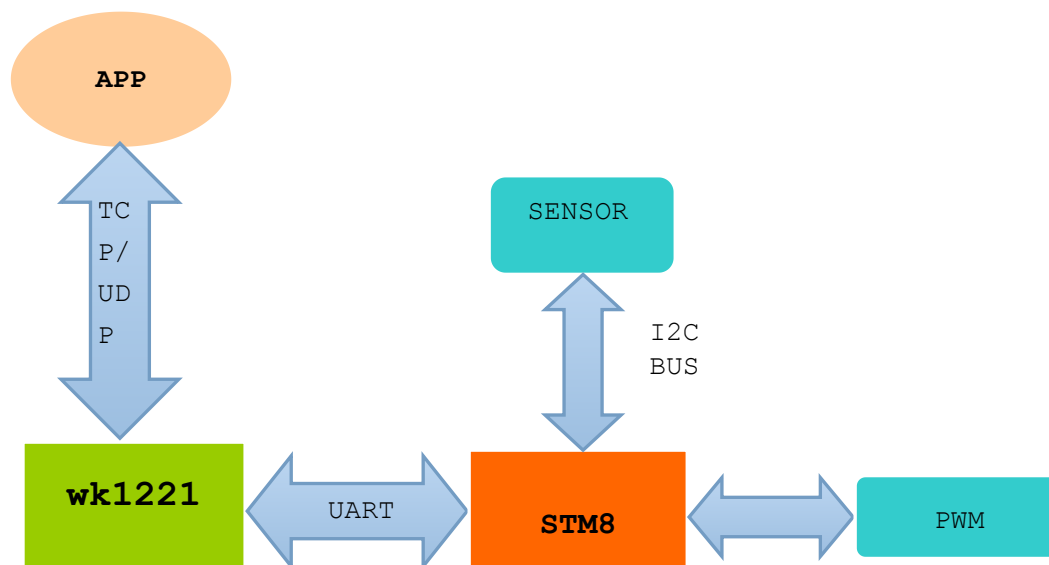 APP
TC
P/
UD
P
SENSOR
I2C
BUS
wk1221
UART
STM8
PWM